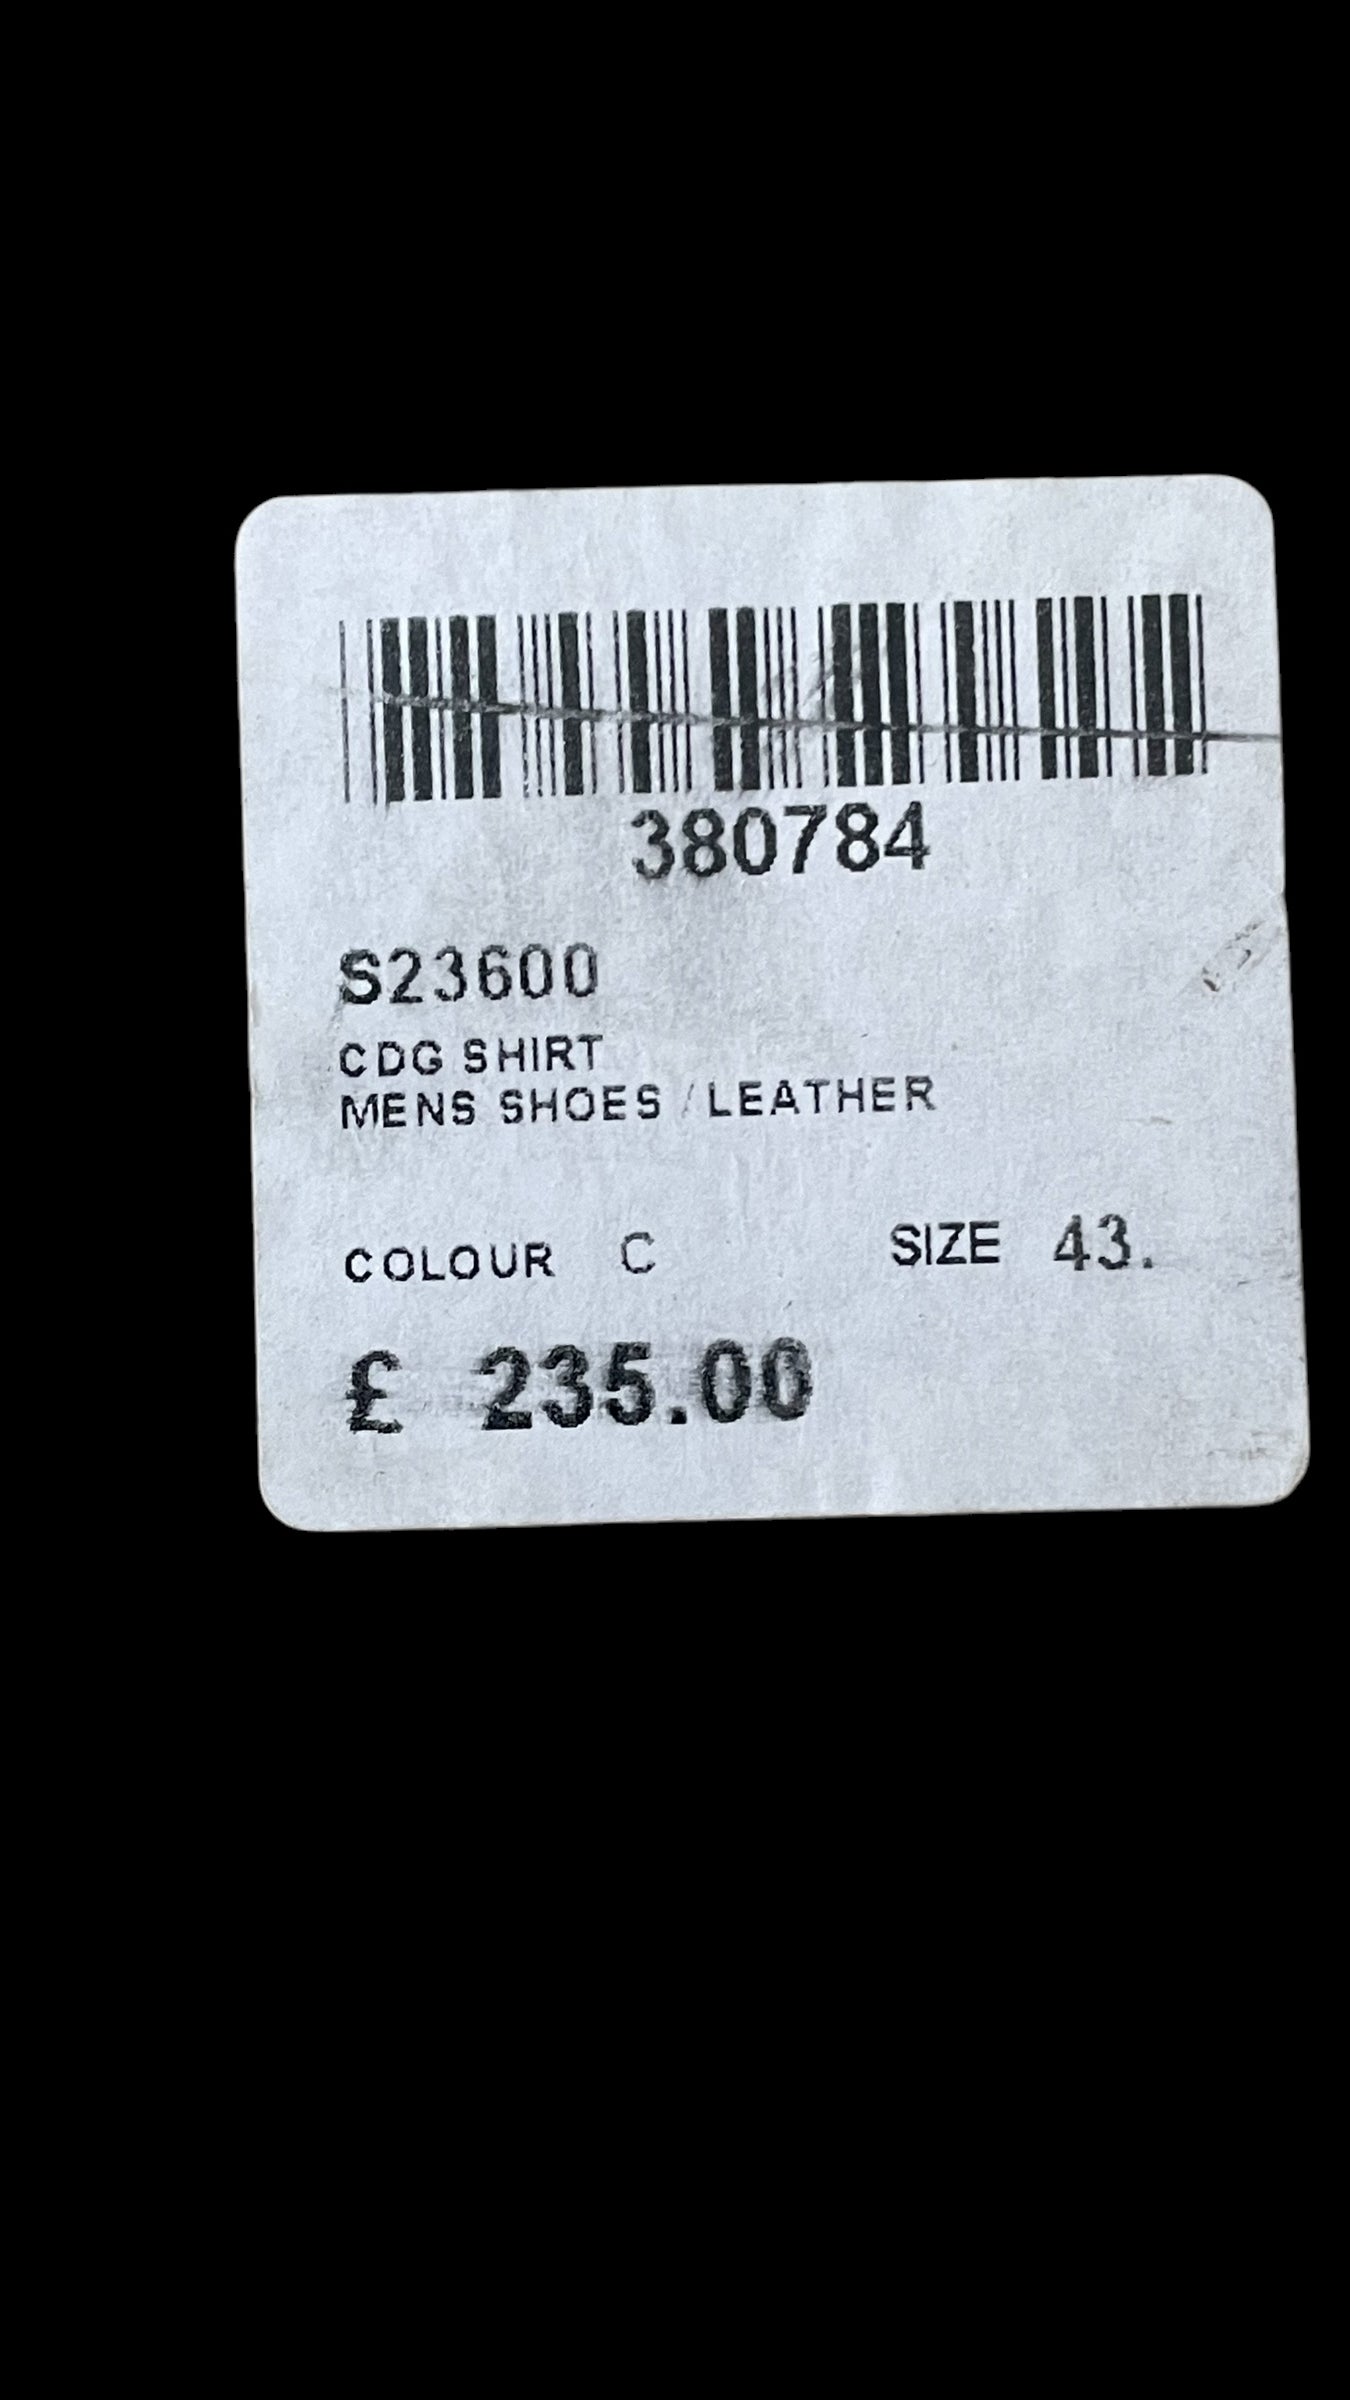 380784
S23600
CDG SHIRT
MENS SHOES / LEATHER
COLOUR C SIZE 43.
£ 235.00